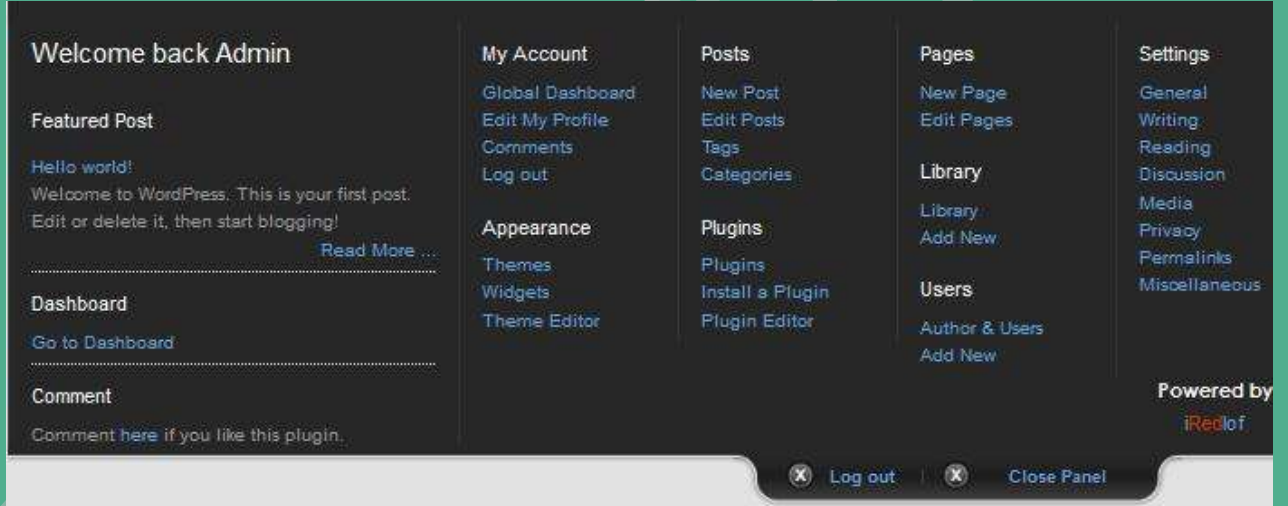 Welcome back Admin
Featured Post
Hello world!
Welcome to WordPress. This is your first post.
Edit or delete it, then start blogging!
Read More ...
Dashboard
Go to Dashboard
Comment
Comment here if you like this plugin.
My Account
Global Dashboard
Edit My Profile
Comments
Log out
Appearance
Themes
Widgets
Theme Editor
Posts
New Post
Edit Posts
Tags
Categories
Plugins
Plugins
Install a Plugin
Plugin Editor
Pages
New Page
Edit Pages
Library
Library
Add New
Users
Author & Users
Add New
Settings
General
Writing
Reading
Discussion
Media
Privacy
Permalinks
Miscellaneous
Powered by
iRedlof
X Log out | X Close Panel